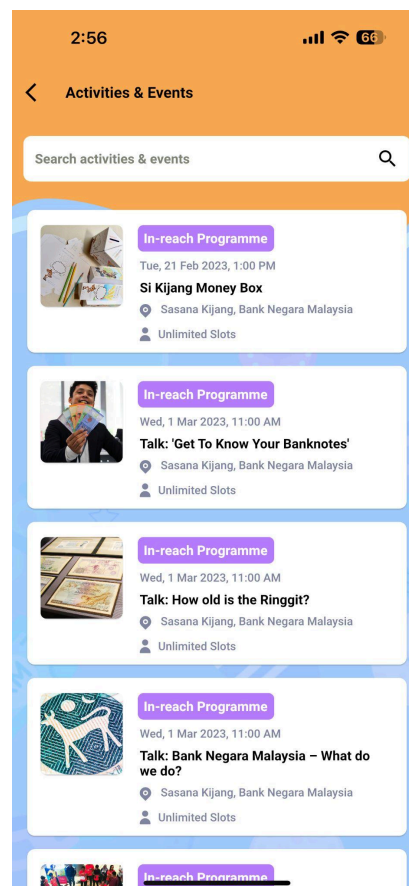 2:56
66
Activities & Events
Search activities & events
In-reach Programme
Tue, 21 Feb 2023, 1:00 PM
Si Kijang Money Box
Sasana Kijang, Bank Negara Malaysia
Unlimited Slots
In-reach Programme
Wed, 1 Mar 2023, 11:00 AM
Talk: 'Get To Know Your Banknotes'
Sasana Kijang, Bank Negara Malaysia
Unlimited Slots
In-reach Programme
Wed, 1 Mar 2023, 11:00 AM
Talk: How old is the Ringgit?
Sasana Kijang, Bank Negara Malaysia
Unlimited Slots
In-reach Programme
Wed, 1 Mar 2023, 11:00 AM
Talk: Bank Negara Malaysia – What do
we do?
Sasana Kijang, Bank Negara Malaysia
Unlimited Slots
In-reach Programme